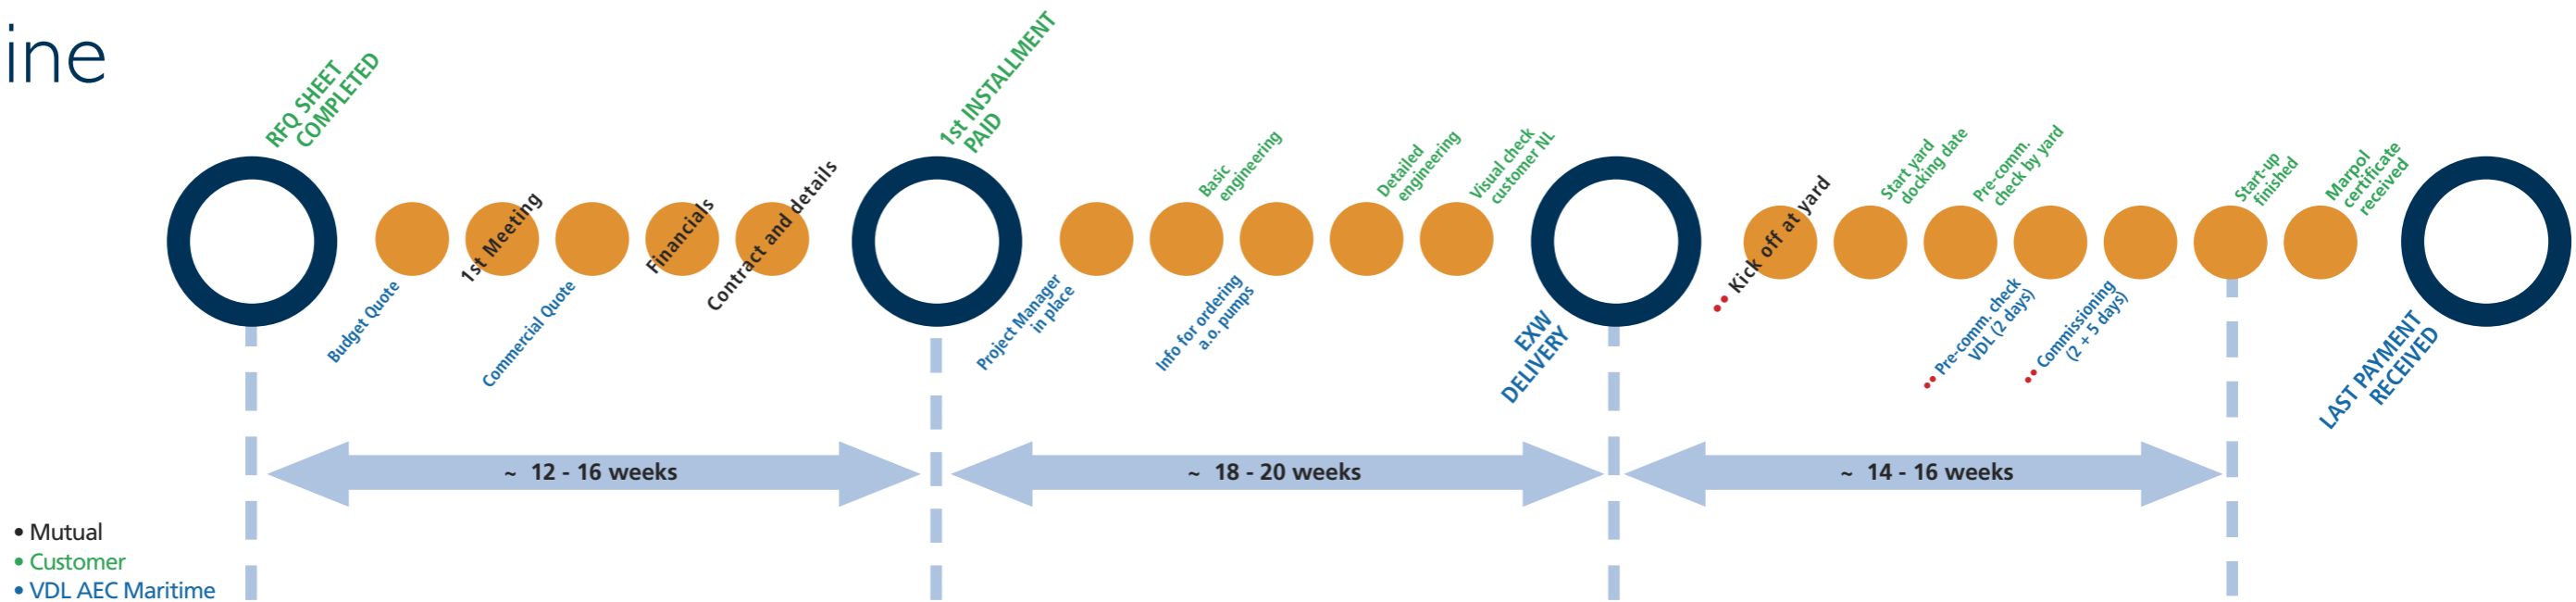 ine
RFQ SHEET
COMPLETED
Budget Quote
1st Meeting
Commercial Quote
Financials
Contract and details
1st INSTALLMENT
PAID
Project Manager
in place
Basic
engineering
Info for ordering
a.o. pumps
Detailed
engineering
Visual check
customer NL
EXW
DELIVERY
•• Kick off at yard
Start yard
docking date
Pre-comm.
check by yard
•• Pre-comm. check
VDL (2 days)
•• Commissioning
(2 + 5 days)
Start-up
finished
Marpol
certificate
received
LAST PAYMENT
RECEIVED
~ 12 - 16 weeks
~ 18 - 20 weeks
~ 14 - 16 weeks
• Mutual
• Customer
• VDL AEC Maritime